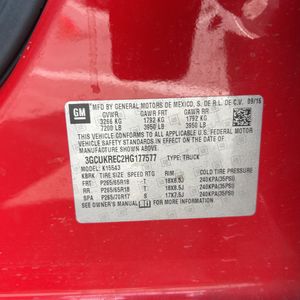 GM
MFD BY GENERAL MOTORS DE MEXICO, S. DE R.L. DE C.V. 09/16
GVWR GAWR FRT GAWR RR
3266 KG 1792 KG 1792 KG
7200 LB 3950 LB 3950 LB
THIS VEHICLE CONFORMS TO ALL APPLICABLE U.S. FEDERAL MOTOR
VEHICLE SAFETY STANDARDS IN EFFECT ON THE DATE OF
MANUFACTURE SHOWN ABOVE.
3GCUKREC2HG177577 TYPE: TRUCK
MODEL: K15543
TIRE SIZE SPEED RTG RIM COLD TIRE PRESSURE
FRT P265/65R18 T 18X8.5J 240KPA(35PSI)
RR P265/65R18 T 18X8.5J 240KPA(35PSI)
SPA P265/70R17 17X7.5J 240KPA(35PSI)
SEE OWNER'S MANUAL FOR MORE INFORMATION.